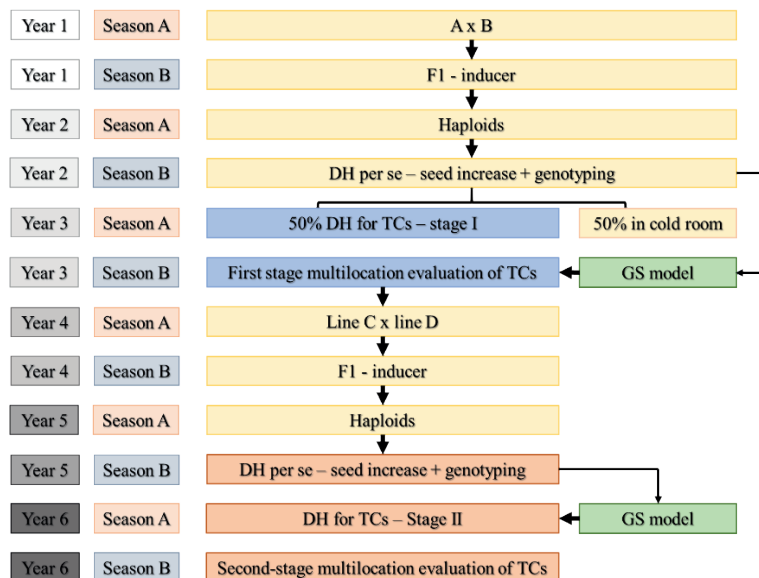 Year 1 Season A A x B
Year 1 Season B F1 - inducer
Year 2 Season A Haploids
Year 2 Season B DH per se – seed increase + genotyping
Year 3 Season A 50% DH for TCs – stage I 50% in cold room
Year 3 Season B First stage multilocation evaluation of TCs GS model
Year 4 Season A Line C x line D
Year 4 Season B F1 - inducer
Year 5 Season A Haploids
Year 5 Season B DH per se – seed increase + genotyping
Year 6 Season A DH for TCs – Stage II GS model
Year 6 Season B Second-stage multilocation evaluation of TCs